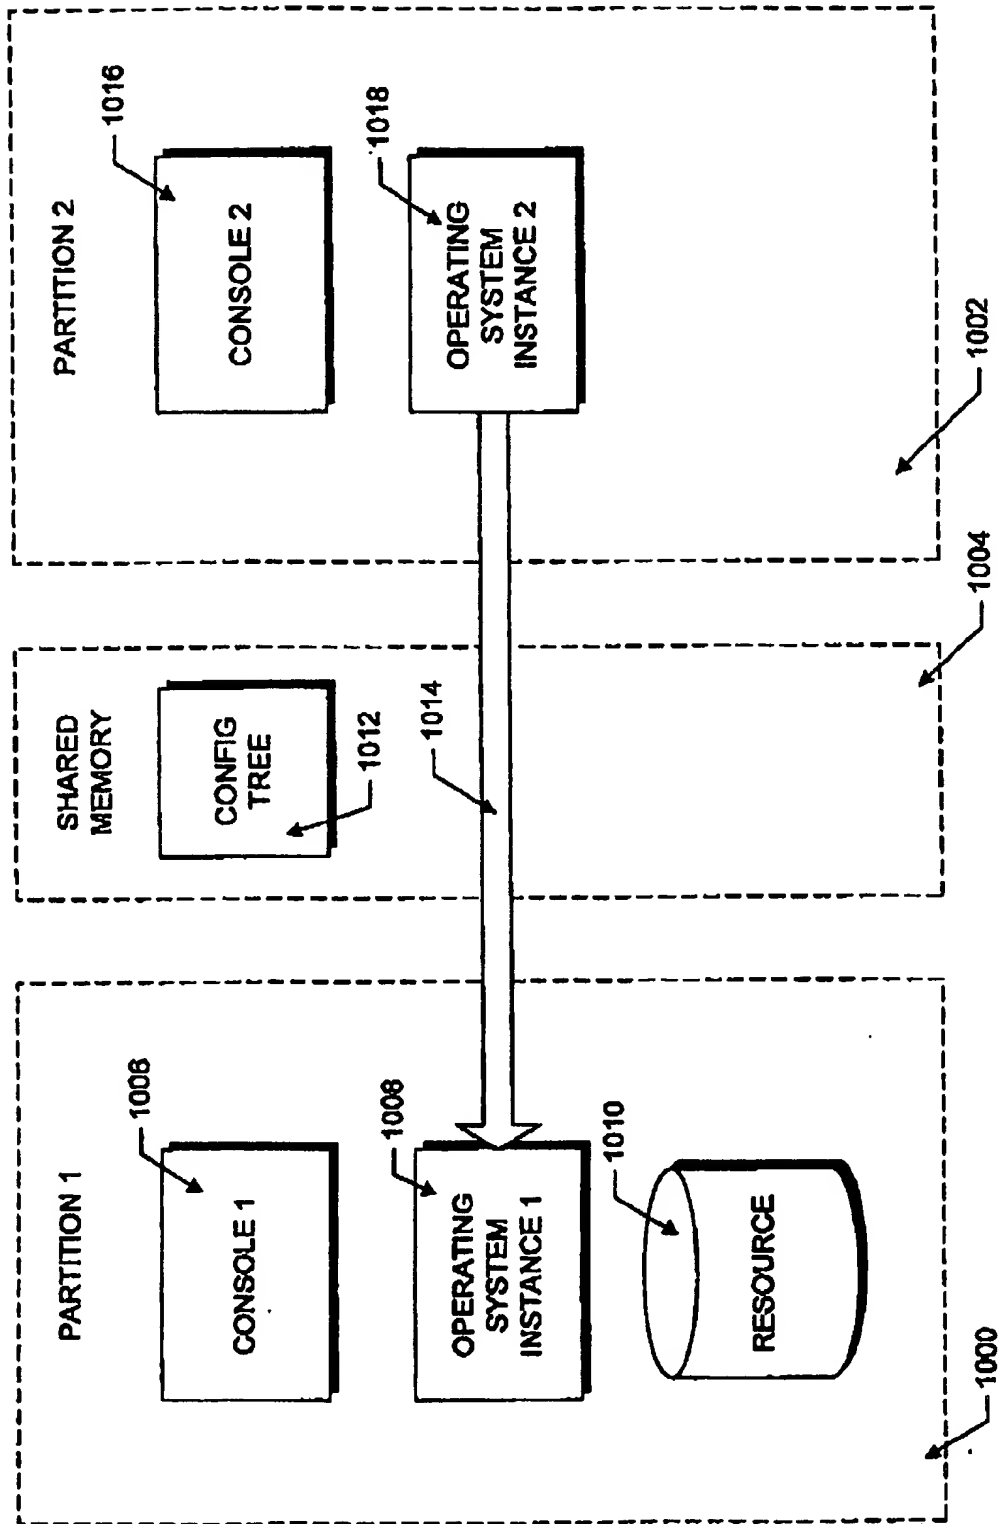 PARTITION 1
1006
CONSOLE 1
1008
OPERATING
SYSTEM
INSTANCE 1
1010
RESOURCE
1000
SHARED
MEMORY
CONFIG
TREE
1012
1014
1004
PARTITION 2
1016
CONSOLE 2
1018
OPERATING
SYSTEM
INSTANCE 2
1002